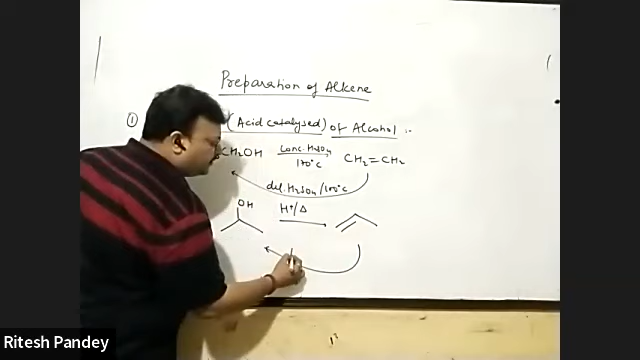 Preparation of Alkene
① (Acid catalysed) of Alcohol :-
CH2OH conc. H2SO4 170°C CH2=CH2
dil. H2SO4/100°C
OH
H+/Δ
Ritesh Pandey